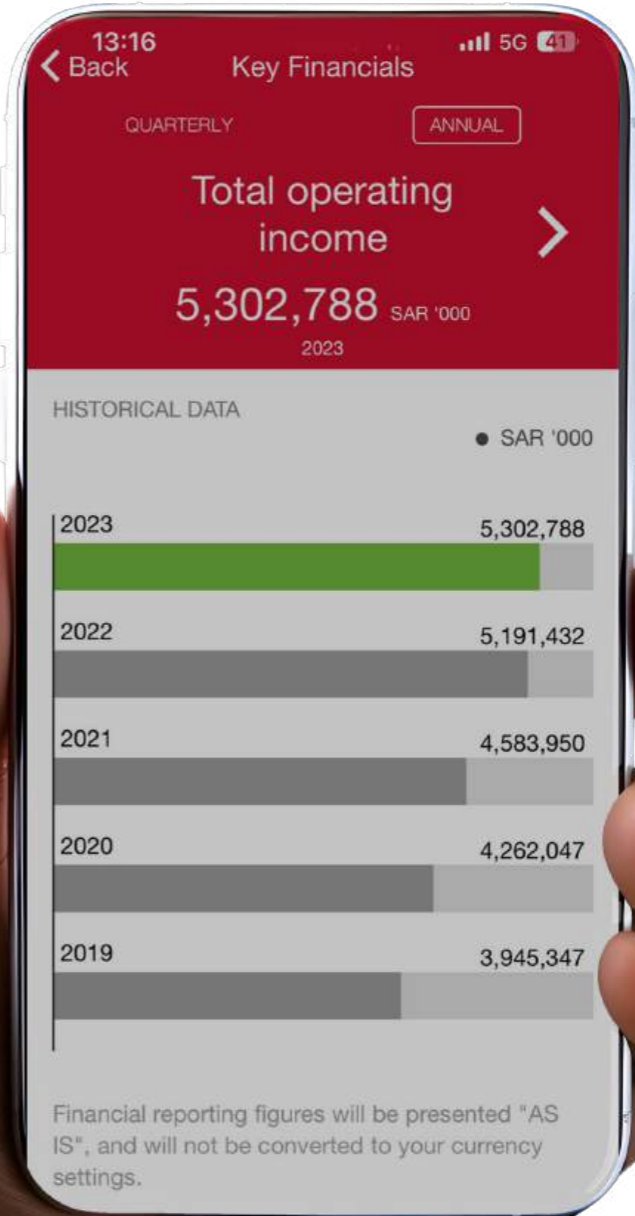 13:16
5G 41
Back
Key Financials
QUARTERLY
ANNUAL
Total operating
income
5,302,788 SAR '000
2023
HISTORICAL DATA
● SAR '000
2023
5,302,788
2022
5,191,432
2021
4,583,950
2020
4,262,047
2019
3,945,347
Financial reporting figures will be presented "AS
IS", and will not be converted to your currency
settings.